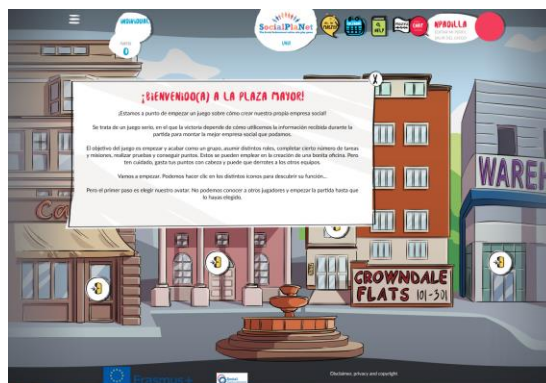 INDIVIDUAL
0
SocialPlaNet
HELP
CHAT
NPADILLA
¡BIENVENIDO(A) A LA PLAZA MAYOR!
¡Estamos a punto de empezar un juego sobre cómo crear nuestra propia empresa social!
Se trata de un juego serio, en el que la victoria depende de cómo utilicemos la información recibida durante la
partida para montar la mejor empresa social que podamos.
El objetivo del juego es empezar y acabar como un grupo, asumir distintos roles, completar cierto número de tareas
y misiones, realizar pruebas y conseguir puntos. Estos se pueden emplear en la creación de una bonita oficina. Pero
ten cuidado, gasta tus puntos con cabeza y puede que derrotes a los otros equipos.
Vamos a empezar. Podemos hacer clic en los distintos iconos para descubrir su función...
Pero el primer paso es elegir nuestro avatar. No podemos conocer a otros jugadores y empezar la partida hasta que
lo hayas elegido.
X
WAREH
Ca
CROWNDALE
FLATS 101-301
Erasmus+
Disclaimer, privacy and copyright